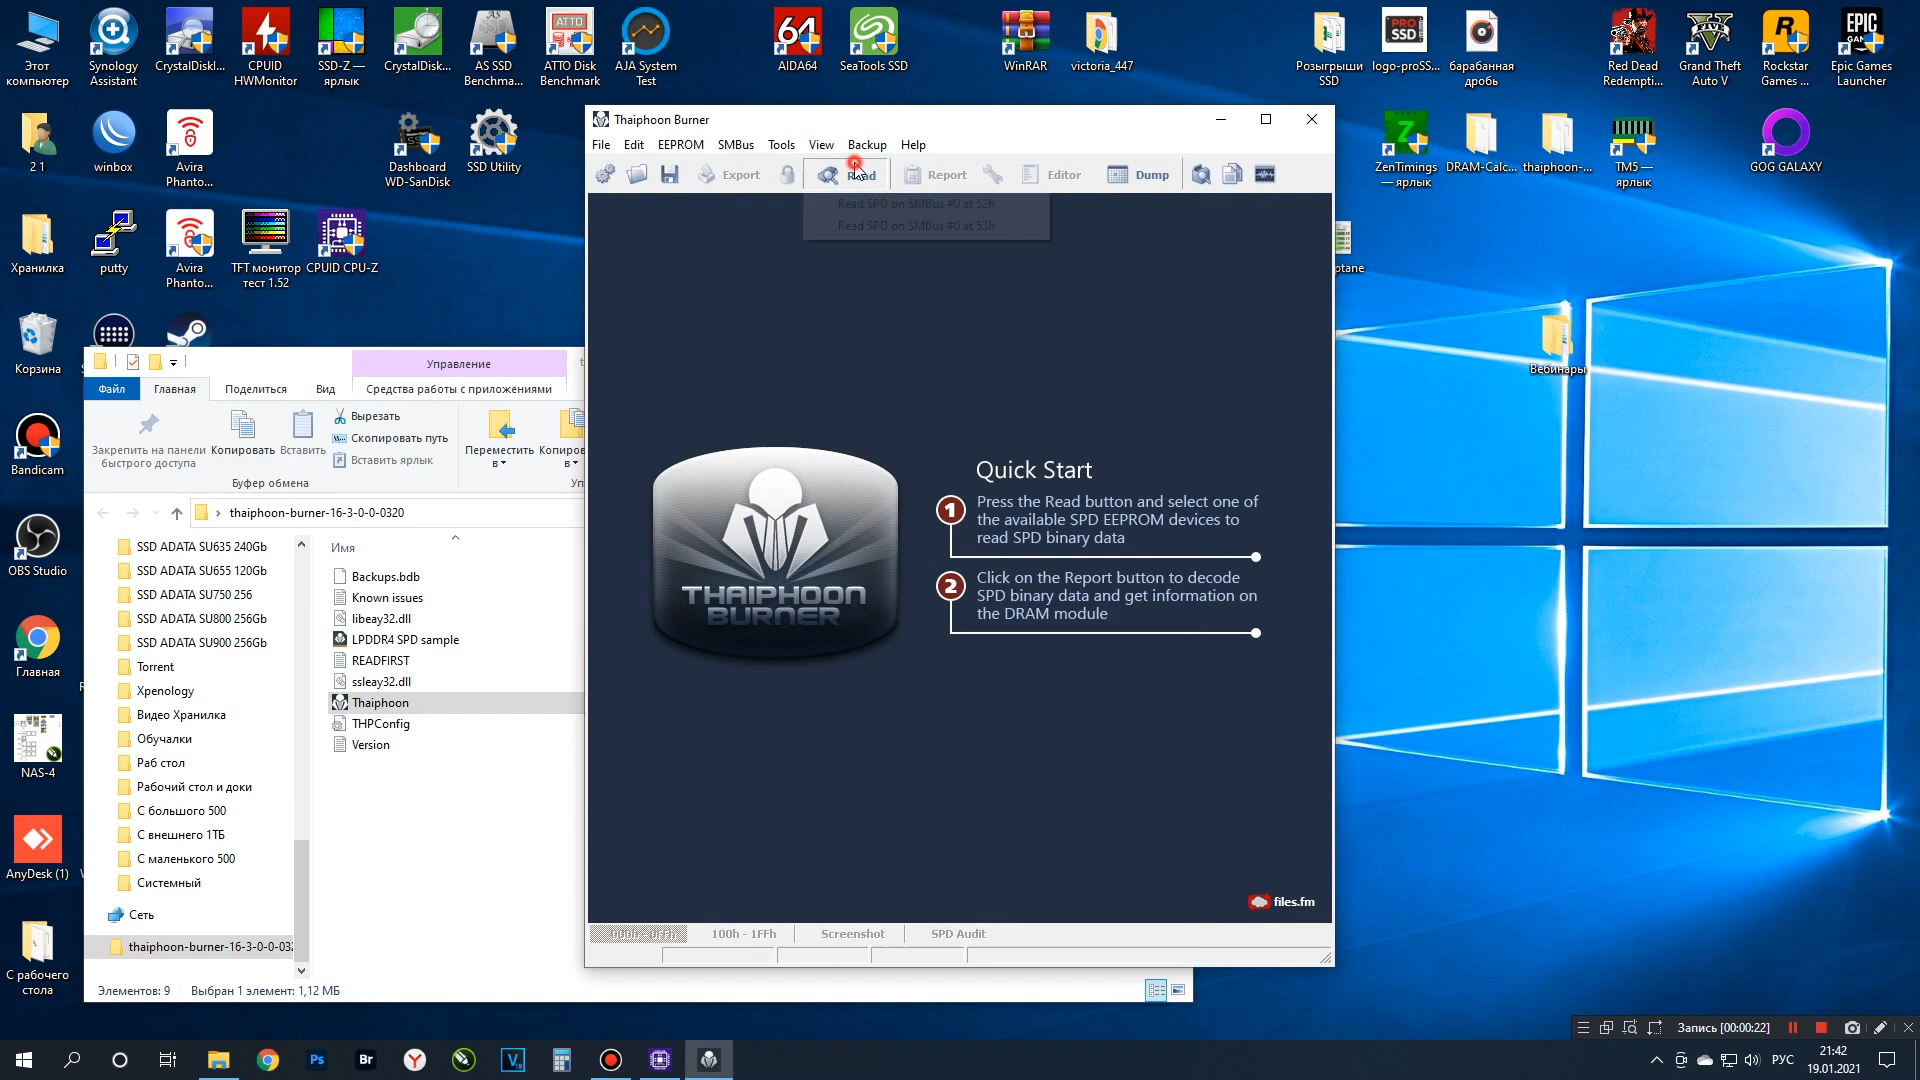 Этот
компьютер
Synology
Assistant
CrystalDiskI...
CPUID
HWMonitor
SSD-Z —
ярлык
CrystalDisk...
AS SSD
Benchma...
ATTO Disk
Benchmark
AJA System
Test
AIDA64
SeaTools SSD
WinRAR
victoria_447
Розыгрыши
SSD
logo-proSS...
барабанная
дробь
Red Dead
Redempti...
Grand Theft
Auto V
Rockstar
Games ...
Epic Games
Launcher
2 1
winbox
Avira
Phanto...
Dashboard
WD-SanDisk
SSD Utility
ZenTimings
— ярлык
DRAM-Calc...
thaiphoon-...
TM5 —
ярлык
GOG GALAXY
Хранилка
putty
Avira
Phanto...
TFT монитор
тест 1.52
CPUID CPU-Z
ptane
Корзина
Вебинары
Bandicam
OBS Studio
Главная
NAS-4
AnyDesk (1)
С рабочего
стола
Управление
Файл
Главная
Поделиться
Вид
Средства работы с приложениями
Закрепить на панели
быстрого доступа
Копировать
Вставить
Вырезать
Скопировать путь
Вставить ярлык
Переместить
в
Копиров
в
Буфер обмена
Уп
thaiphoon-burner-16-3-0-0-0320
SSD ADATA SU635 240Gb
SSD ADATA SU655 120Gb
SSD ADATA SU750 256
SSD ADATA SU800 256Gb
SSD ADATA SU900 256Gb
Torrent
Xpenology
Видео Хранилка
Обучалки
Раб стол
Рабочий стол и доки
С большого 500
С внешнего 1ТБ
С маленького 500
Системный
Сеть
thaiphoon-burner-16-3-0-0-032
Имя
Backups.bdb
Known issues
libeay32.dll
LPDDR4 SPD sample
READFIRST
ssleay32.dll
Thaiphoon
THPConfig
Version
Элементов: 9
Выбран 1 элемент: 1,12 МБ
Thaiphoon Burner
File
Edit
EEPROM
SMBus
Tools
View
Backup
Help
Export
Read
Report
Editor
Dump
Read SPD on SMBus #0 at 52h
Read SPD on SMBus #0 at 53h
THAIPHOON
BURNER
Quick Start
1
Press the Read button and select one of
the available SPD EEPROM devices to
read SPD binary data
2
Click on the Report button to decode
SPD binary data and get information on
the DRAM module
files.fm
000h - 0FFh
100h - 1FFh
Screenshot
SPD Audit
Запись [00:00:22]
РУС
21:42
19.01.2021